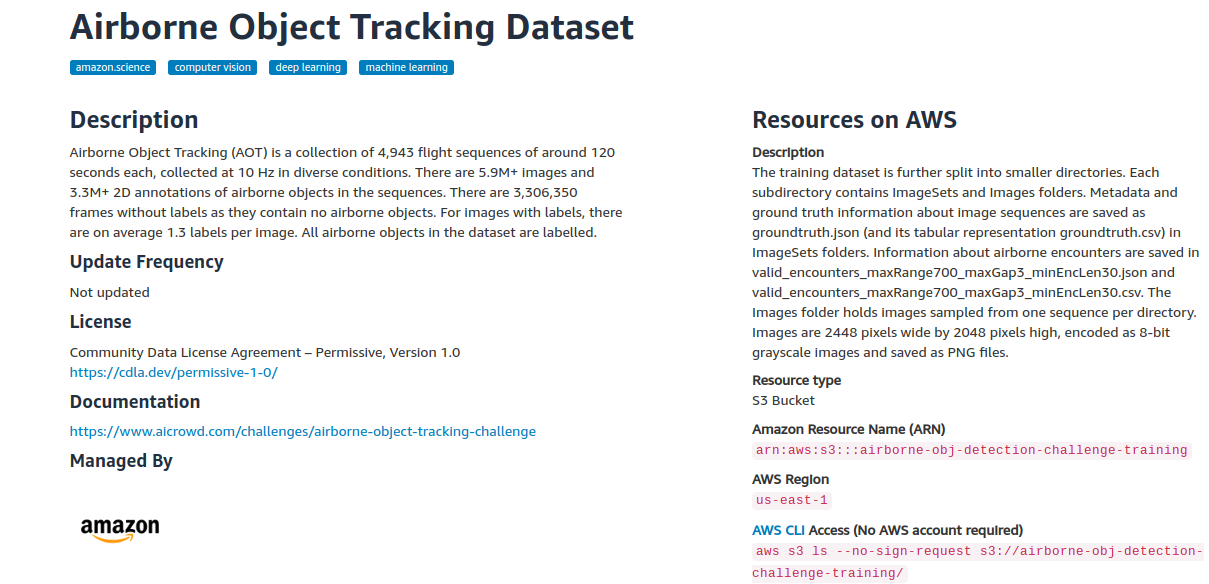 Airborne Object Tracking Dataset
amazon.science computer vision deep learning machine learning
Description
Airborne Object Tracking (AOT) is a collection of 4,943 flight sequences of around 120
seconds each, collected at 10 Hz in diverse conditions. There are 5.9M+ images and
3.3M+ 2D annotations of airborne objects in the sequences. There are 3,306,350
frames without labels as they contain no airborne objects. For images with labels, there
are on average 1.3 labels per image. All airborne objects in the dataset are labelled.
Update Frequency
Not updated
License
Community Data License Agreement – Permissive, Version 1.0
https://cdla.dev/permissive-1-0/
Documentation
https://www.aicrowd.com/challenges/airborne-object-tracking-challenge
Managed By
amazon
Resources on AWS
Description
The training dataset is further split into smaller directories. Each
subdirectory contains ImageSets and Images folders. Metadata and
ground truth information about image sequences are saved as
groundtruth.json (and its tabular representation groundtruth.csv) in
ImageSets folders. Information about airborne encounters are saved in
valid_encounters_maxRange700_maxGap3_minEncLen30.json and
valid_encounters_maxRange700_maxGap3_minEncLen30.csv. The
Images folder holds images sampled from one sequence per directory.
Images are 2448 pixels wide by 2048 pixels high, encoded as 8-bit
grayscale images and saved as PNG files.
Resource type
S3 Bucket
Amazon Resource Name (ARN)
arn:aws:s3:::airborne-obj-detection-challenge-training
AWS Region
us-east-1
AWS CLI Access (No AWS account required)
aws s3 ls --no-sign-request s3://airborne-obj-detection-
challenge-training/